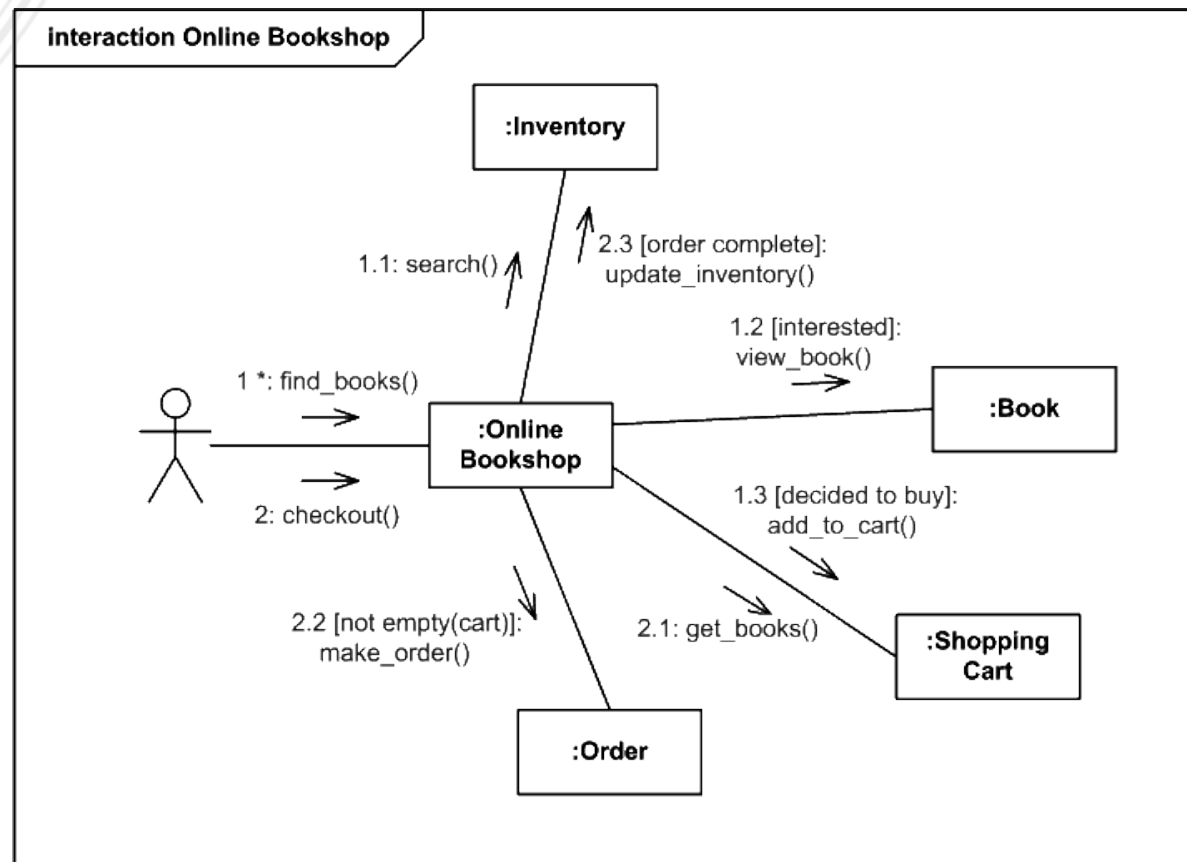 interaction Online Bookshop
:Inventory
1.1: search()
2.3 [order complete]:
update_inventory()
1.2 [interested]:
view_book()
1 *: find_books()
:Online
Bookshop
:Book
2: checkout()
1.3 [decided to buy]:
add_to_cart()
2.2 [not empty(cart)]:
make_order()
2.1: get_books()
:Shopping
Cart
:Order